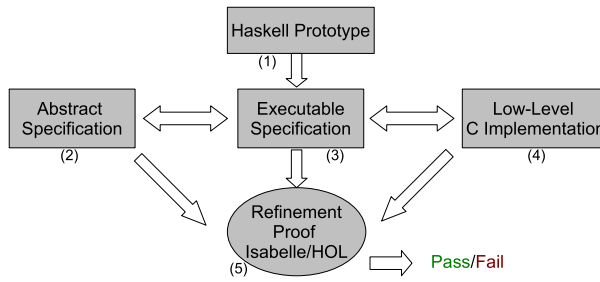 Haskell Prototype
(1)
Abstract
Specification
(2)
Executable
Specification
(3)
Low-Level
C Implementation
(4)
Refinement
Proof
Isabelle/HOL
(5)
Pass/Fail